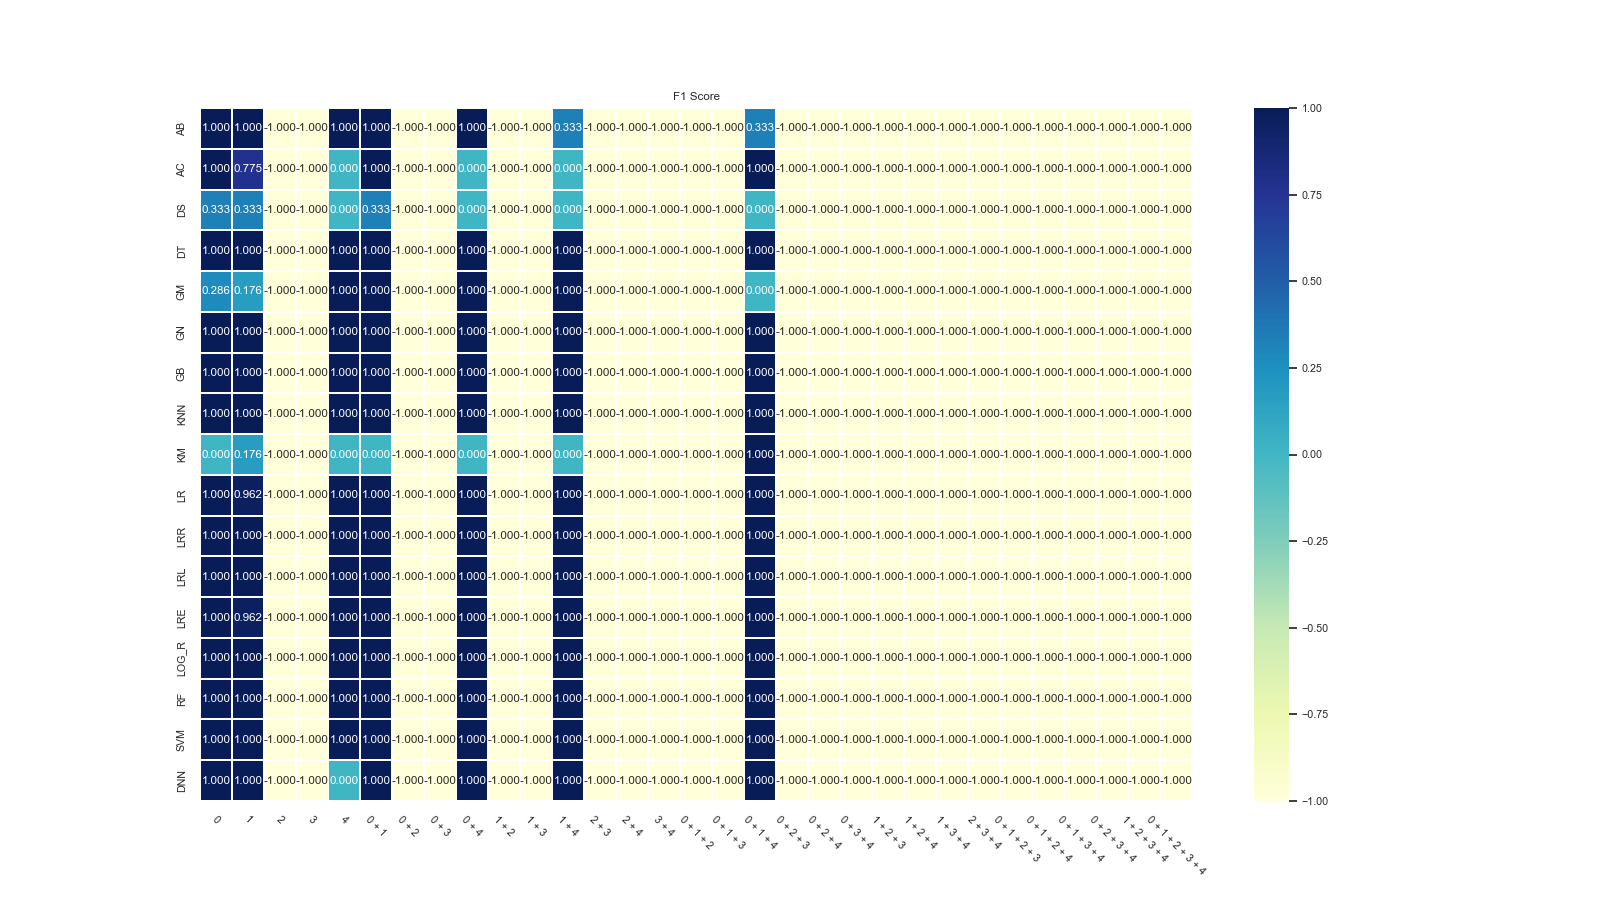 F1 Score
AB 1.000 1.000 -1.000 -1.000 1.000 1.000 -1.000 -1.000 1.000 -1.000 -1.000 0.333 -1.000 -1.000 -1.000 -1.000 -1.000 0.333 -1.000 -1.000 -1.000 -1.000 -1.000 -1.000 -1.000 -1.000 -1.000 -1.000 -1.000 -1.000 -1.000
AC 1.000 0.775 -1.000 -1.000 0.000 1.000 -1.000 -1.000 0.000 -1.000 -1.000 0.000 -1.000 -1.000 -1.000 -1.000 -1.000 1.000 -1.000 -1.000 -1.000 -1.000 -1.000 -1.000 -1.000 -1.000 -1.000 -1.000 -1.000 -1.000 -1.000
DS 0.333 0.333 -1.000 -1.000 0.000 0.333 -1.000 -1.000 0.000 -1.000 -1.000 0.000 -1.000 -1.000 -1.000 -1.000 -1.000 0.000 -1.000 -1.000 -1.000 -1.000 -1.000 -1.000 -1.000 -1.000 -1.000 -1.000 -1.000 -1.000 -1.000
DT 1.000 1.000 -1.000 -1.000 1.000 1.000 -1.000 -1.000 1.000 -1.000 -1.000 1.000 -1.000 -1.000 -1.000 -1.000 -1.000 1.000 -1.000 -1.000 -1.000 -1.000 -1.000 -1.000 -1.000 -1.000 -1.000 -1.000 -1.000 -1.000 -1.000
GM 0.286 0.176 -1.000 -1.000 1.000 1.000 -1.000 -1.000 1.000 -1.000 -1.000 1.000 -1.000 -1.000 -1.000 -1.000 -1.000 0.000 -1.000 -1.000 -1.000 -1.000 -1.000 -1.000 -1.000 -1.000 -1.000 -1.000 -1.000 -1.000 -1.000
GN 1.000 1.000 -1.000 -1.000 1.000 1.000 -1.000 -1.000 1.000 -1.000 -1.000 1.000 -1.000 -1.000 -1.000 -1.000 -1.000 1.000 -1.000 -1.000 -1.000 -1.000 -1.000 -1.000 -1.000 -1.000 -1.000 -1.000 -1.000 -1.000 -1.000
GB 1.000 1.000 -1.000 -1.000 1.000 1.000 -1.000 -1.000 1.000 -1.000 -1.000 1.000 -1.000 -1.000 -1.000 -1.000 -1.000 1.000 -1.000 -1.000 -1.000 -1.000 -1.000 -1.000 -1.000 -1.000 -1.000 -1.000 -1.000 -1.000 -1.000
KNN 1.000 1.000 -1.000 -1.000 1.000 1.000 -1.000 -1.000 1.000 -1.000 -1.000 1.000 -1.000 -1.000 -1.000 -1.000 -1.000 1.000 -1.000 -1.000 -1.000 -1.000 -1.000 -1.000 -1.000 -1.000 -1.000 -1.000 -1.000 -1.000 -1.000
KM 0.000 0.176 -1.000 -1.000 0.000 0.000 -1.000 -1.000 0.000 -1.000 -1.000 0.000 -1.000 -1.000 -1.000 -1.000 -1.000 1.000 -1.000 -1.000 -1.000 -1.000 -1.000 -1.000 -1.000 -1.000 -1.000 -1.000 -1.000 -1.000 -1.000
LR 1.000 0.962 -1.000 -1.000 1.000 1.000 -1.000 -1.000 1.000 -1.000 -1.000 1.000 -1.000 -1.000 -1.000 -1.000 -1.000 1.000 -1.000 -1.000 -1.000 -1.000 -1.000 -1.000 -1.000 -1.000 -1.000 -1.000 -1.000 -1.000 -1.000
LRR 1.000 1.000 -1.000 -1.000 1.000 1.000 -1.000 -1.000 1.000 -1.000 -1.000 1.000 -1.000 -1.000 -1.000 -1.000 -1.000 1.000 -1.000 -1.000 -1.000 -1.000 -1.000 -1.000 -1.000 -1.000 -1.000 -1.000 -1.000 -1.000 -1.000
LRL 1.000 1.000 -1.000 -1.000 1.000 1.000 -1.000 -1.000 1.000 -1.000 -1.000 1.000 -1.000 -1.000 -1.000 -1.000 -1.000 1.000 -1.000 -1.000 -1.000 -1.000 -1.000 -1.000 -1.000 -1.000 -1.000 -1.000 -1.000 -1.000 -1.000
LRE 1.000 0.962 -1.000 -1.000 1.000 1.000 -1.000 -1.000 1.000 -1.000 -1.000 1.000 -1.000 -1.000 -1.000 -1.000 -1.000 1.000 -1.000 -1.000 -1.000 -1.000 -1.000 -1.000 -1.000 -1.000 -1.000 -1.000 -1.000 -1.000 -1.000
LOG_R 1.000 1.000 -1.000 -1.000 1.000 1.000 -1.000 -1.000 1.000 -1.000 -1.000 1.000 -1.000 -1.000 -1.000 -1.000 -1.000 1.000 -1.000 -1.000 -1.000 -1.000 -1.000 -1.000 -1.000 -1.000 -1.000 -1.000 -1.000 -1.000 -1.000
RF 1.000 1.000 -1.000 -1.000 1.000 1.000 -1.000 -1.000 1.000 -1.000 -1.000 1.000 -1.000 -1.000 -1.000 -1.000 -1.000 1.000 -1.000 -1.000 -1.000 -1.000 -1.000 -1.000 -1.000 -1.000 -1.000 -1.000 -1.000 -1.000 -1.000
SVM 1.000 1.000 -1.000 -1.000 1.000 1.000 -1.000 -1.000 1.000 -1.000 -1.000 1.000 -1.000 -1.000 -1.000 -1.000 -1.000 1.000 -1.000 -1.000 -1.000 -1.000 -1.000 -1.000 -1.000 -1.000 -1.000 -1.000 -1.000 -1.000 -1.000
DNN 1.000 1.000 -1.000 -1.000 0.000 1.000 -1.000 -1.000 1.000 -1.000 -1.000 1.000 -1.000 -1.000 -1.000 -1.000 -1.000 1.000 -1.000 -1.000 -1.000 -1.000 -1.000 -1.000 -1.000 -1.000 -1.000 -1.000 -1.000 -1.000 -1.000
0
1
2
3
4
0 + 1
0 + 2
0 + 3
0 + 4
1 + 2
1 + 3
1 + 4
2 + 3
2 + 4
3 + 4
0 + 1 + 2
0 + 1 + 3
0 + 1 + 4
0 + 2 + 3
0 + 2 + 4
0 + 3 + 4
1 + 2 + 3
1 + 2 + 4
1 + 3 + 4
2 + 3 + 4
0 + 1 + 2 + 3
0 + 1 + 2 + 4
0 + 1 + 3 + 4
0 + 2 + 3 + 4
1 + 2 + 3 + 4
0 + 1 + 2 + 3 + 4
1.00
0.75
0.50
0.25
0.00
−0.25
−0.50
−0.75
−1.00